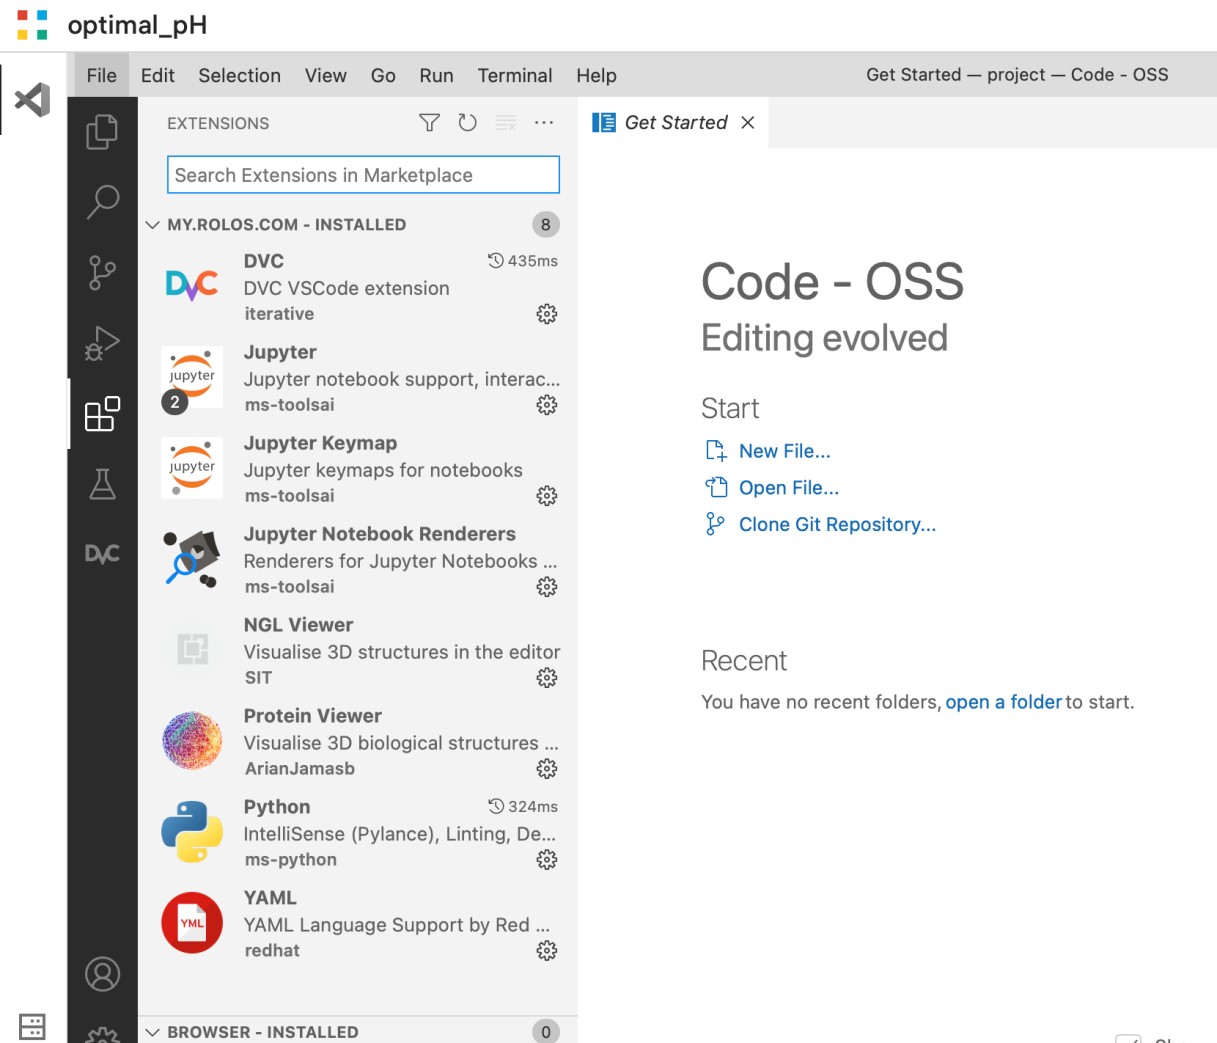 optimal_pH
File Edit Selection View Go Run Terminal Help
Get Started — project — Code - OSS
EXTENSIONS
Get Started
Search Extensions in Marketplace
MY.ROLOS.COM - INSTALLED 8
DVC 435ms
DVC VSCode extension
iterative
Jupyter
Jupyter notebook support, interac...
ms-toolsai
2
Jupyter Keymap
Jupyter keymaps for notebooks
ms-toolsai
Jupyter Notebook Renderers
Renderers for Jupyter Notebooks ...
ms-toolsai
NGL Viewer
Visualise 3D structures in the editor
SIT
Protein Viewer
Visualise 3D biological structures ...
ArianJamasb
Python 324ms
IntelliSense (Pylance), Linting, De...
ms-python
YAML
YAML Language Support by Red ...
redhat
BROWSER - INSTALLED 0
DVC
jupyter
jupyter
YML
DVC
Code - OSS
Editing evolved
Start
New File...
Open File...
Clone Git Repository...
Recent
You have no recent folders, open a folder to start.